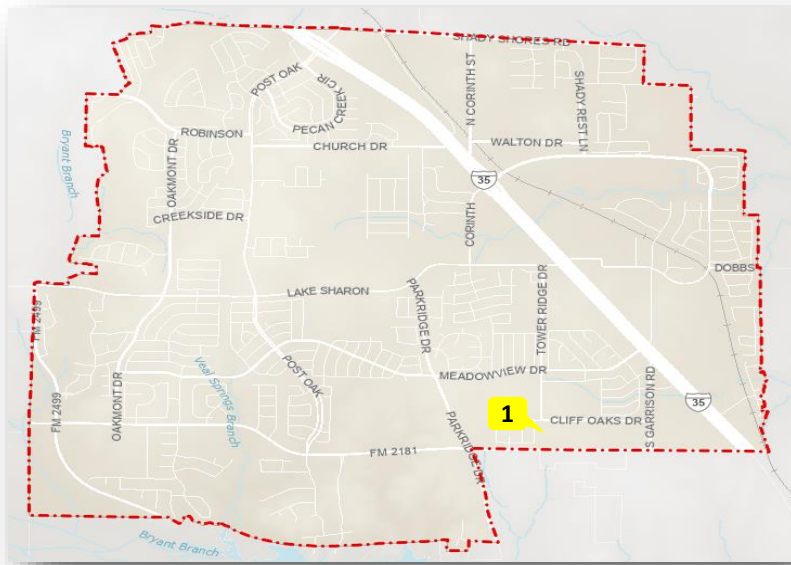 SHADY SHORES RD
POST OAK
PECAN CREEK CIR
N CORINTH ST
SHADY REST LN
Bryant Branch
ROBINSON
CHURCH DR
WALTON DR
OAKMONT DR
35
CREEKSIDE DR
CORINTH
DOBBS
LAKE SHARON
PARKRIDGE DR
TOWER RIDGE DR
FM 2499
Veal Springs Branch
POST OAK
MEADOWVIEW DR
S GARRISON RD
35
OAKMONT DR
FM 2499
1
CLIFF OAKS DR
PARKRIDGE DR
FM 2181
Bryant Branch